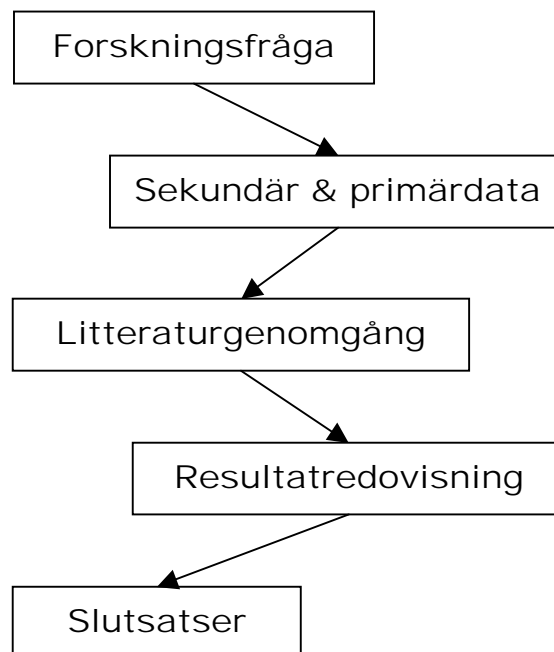 Forskningsfråga
Sekundär & primärdata
Litteraturgenomgång
Resultatredovisning
Slutsatser